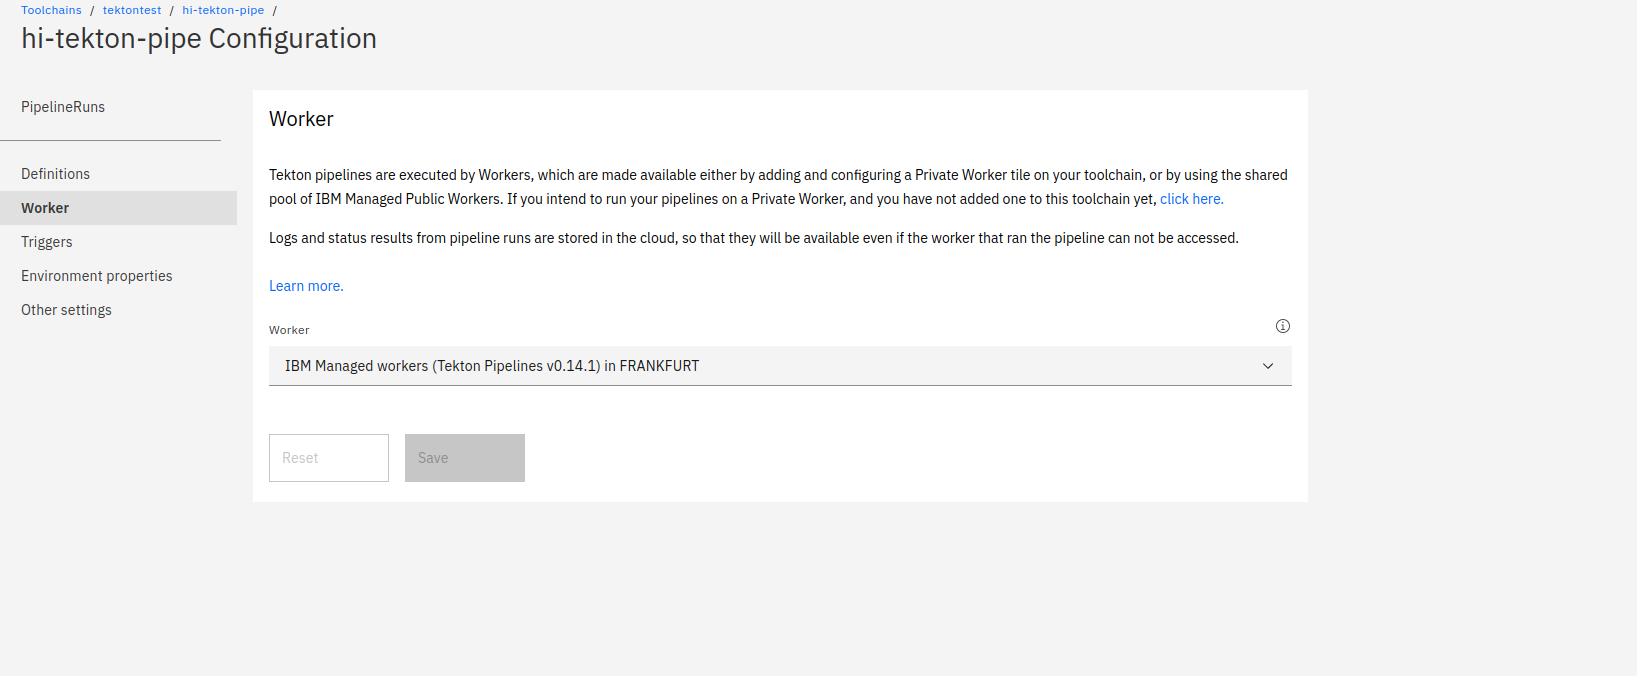 Toolchains / tektontest / hi-tekton-pipe /
hi-tekton-pipe Configuration
PipelineRuns
Definitions
Worker
Triggers
Environment properties
Other settings
Worker
Tekton pipelines are executed by Workers, which are made available either by adding and configuring a Private Worker tile on your toolchain, or by using the shared
pool of IBM Managed Public Workers. If you intend to run your pipelines on a Private Worker, and you have not added one to this toolchain yet, click here.
Logs and status results from pipeline runs are stored in the cloud, so that they will be available even if the worker that ran the pipeline can not be accessed.
Learn more.
Worker
IBM Managed workers (Tekton Pipelines v0.14.1) in FRANKFURT
Reset
Save